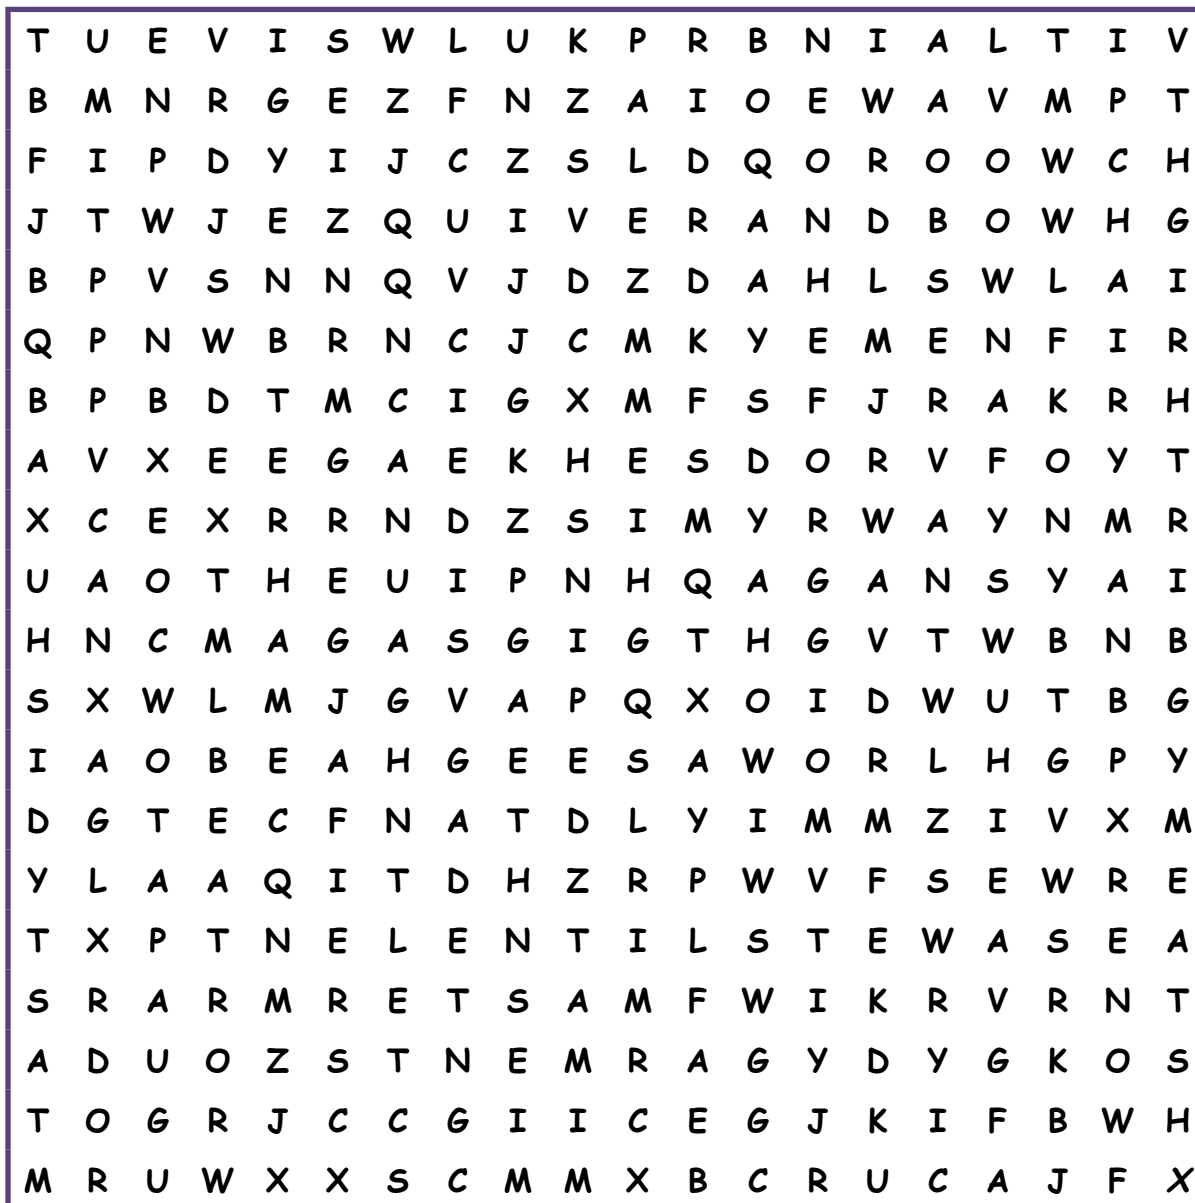 T U E V I S W L U K P R B N I A L T I V
B M N R G E Z F N Z A I O E W A V M P T
F I P D Y I J C Z S L D Q O R O O W C H
J T W J E Z Q U I V E R A N D B O W H G
B P V S N N Q V J D Z D A H L S W L A I
Q P N W B R N C J C M K Y E M E N F I R
B P B D T M C I G X M F S F J R A K R H
A V X E E G A E K H E S D O R V F O Y T
X C E X R R N D Z S I M Y R W A Y N M R
U A O T H E U I P N H Q A G A N S Y A I
H N C M A G A S G I G T H G V T W B N B
S X W L M J G V A P Q X O I D W U T B G
I A O B E A H G E E S A W O R L H G P Y
D G T E C F N A T D L Y I M M Z I V X M
Y L A A Q I T D H Z R P W V F S E W R E
T X P T N E L E N T I L S T E W A S E A
S R A R M R E T S A M F W I K R V R N T
A D U O Z S T N E M R A G Y D Y G K O S
T O G R J C C G I I C E G J K I F B W H
M R U W X X S C M M X B C R U C A J F X